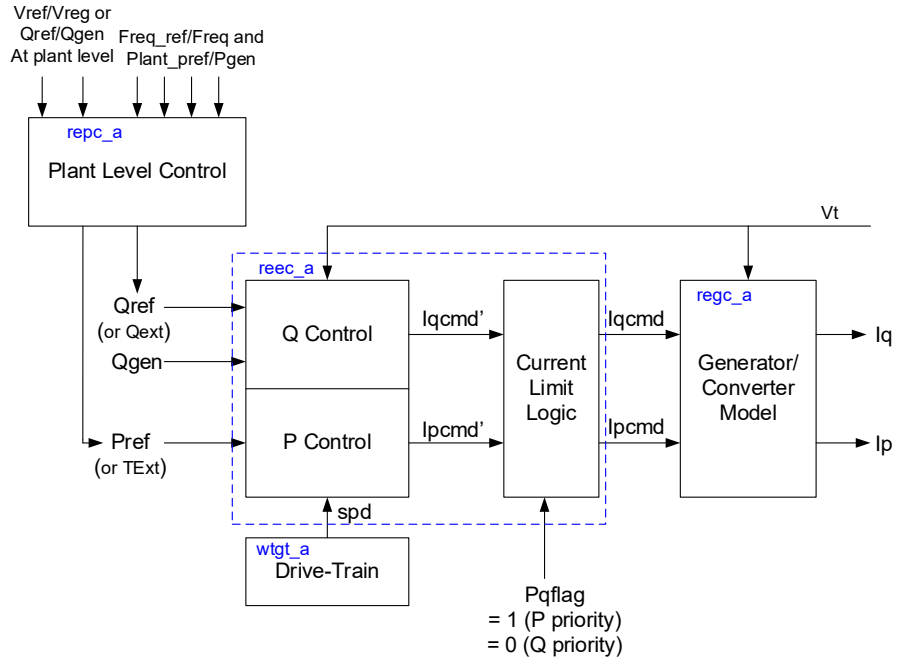 Vref/Vreg or
Qref/Qgen
At plant level
Freq_ref/Freq and
Plant_pref/Pgen
repc_a
Plant Level Control
Vt
reec_a
regc_a
Qref
(or Qext)
Qgen
Pref
(or TExt)
Q Control
P Control
Iqcmd'
Ipcmd'
Current
Limit
Logic
Iqcmd
Ipcmd
Generator/
Converter
Model
Iq
Ip
spd
wtgt_a
Drive-Train
Pqflag
= 1 (P priority)
= 0 (Q priority)